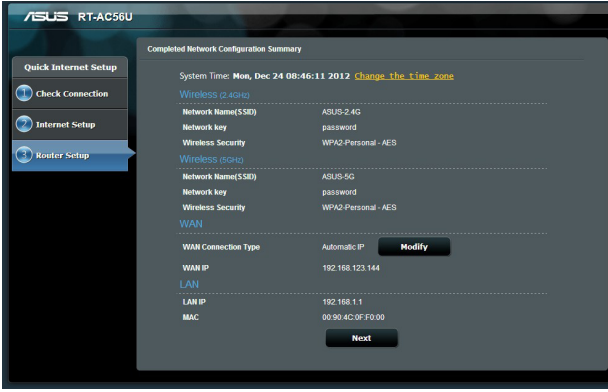 ASUS RT-AC56U
Quick Internet Setup
1 Check Connection
2 Internet Setup
3 Router Setup
Completed Network Configuration Summary
System Time: Mon, Dec 24 08:46:11 2012 Change the time zone
Wireless (2.4GHz)
Network Name(SSID) ASUS-2.4G
Network key password
Wireless Security WPA2-Personal - AES
Wireless (5GHz)
Network Name(SSID) ASUS-5G
Network key password
Wireless Security WPA2-Personal - AES
WAN
WAN Connection Type Automatic IP Modify
WAN IP 192.168.123.144
LAN
LAN IP 192.168.1.1
MAC 00:90:4C:0F:F0:00
Next